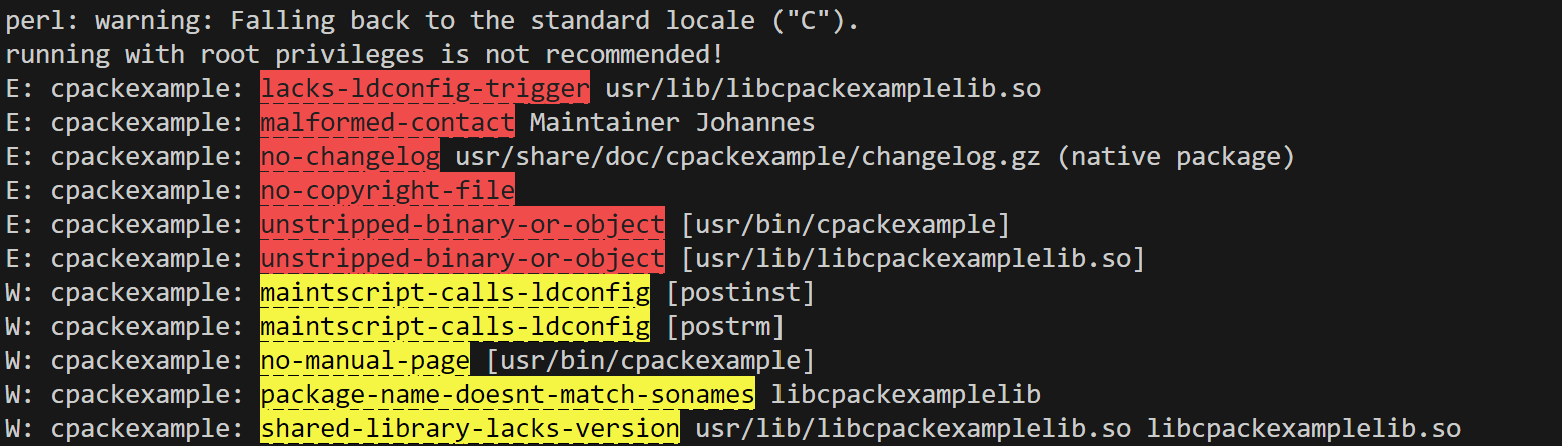 perl: warning: Falling back to the standard locale ("C").
running with root privileges is not recommended!
E: cpackexample: lacks-ldconfig-trigger usr/lib/libcpackexamplelib.so
E: cpackexample: malformed-contact Maintainer Johannes
E: cpackexample: no-changelog usr/share/doc/cpackexample/changelog.gz (native package)
E: cpackexample: no-copyright-file
E: cpackexample: unstripped-binary-or-object [usr/bin/cpackexample]
E: cpackexample: unstripped-binary-or-object [usr/lib/libcpackexamplelib.so]
W: cpackexample: maintscript-calls-ldconfig [postinst]
W: cpackexample: maintscript-calls-ldconfig [postrm]
W: cpackexample: no-manual-page [usr/bin/cpackexample]
W: cpackexample: package-name-doesnt-match-sonames libcpackexamplelib
W: cpackexample: shared-library-lacks-version usr/lib/libcpackexamplelib.so libcpackexamplelib.so